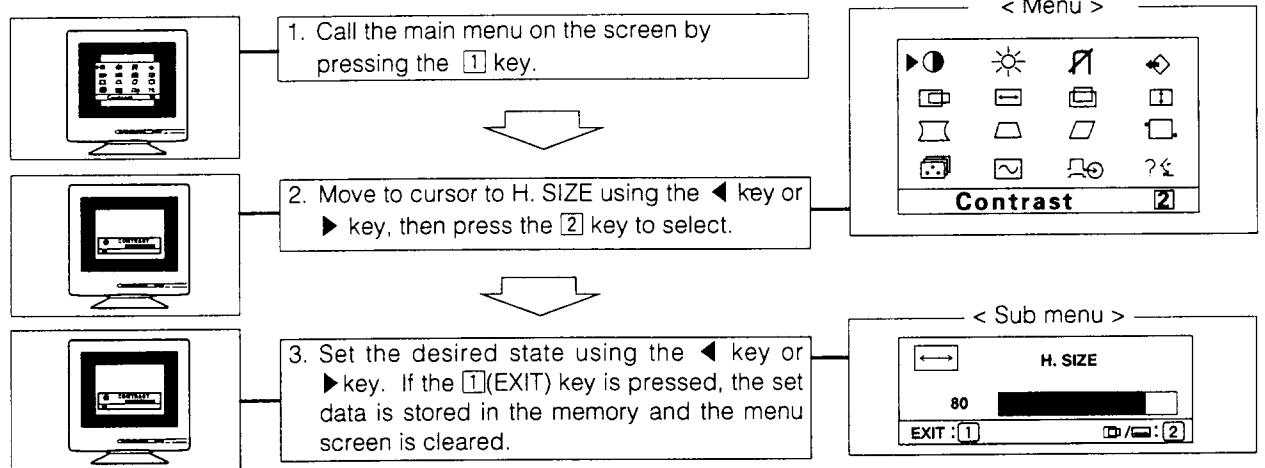 1. Call the main menu on the screen by
pressing the 1 key.
2. Move to cursor to H. SIZE using the ◀ key or
▶ key, then press the 2 key to select.
3. Set the desired state using the ◀ key or
▶ key. If the 1 (EXIT) key is pressed, the set
data is stored in the memory and the menu
screen is cleared.
< Menu >
Contrast 2
< Sub menu >
H. SIZE
80
EXIT : 1 / : 2
Contrast
CONTRAST
CONTRAST